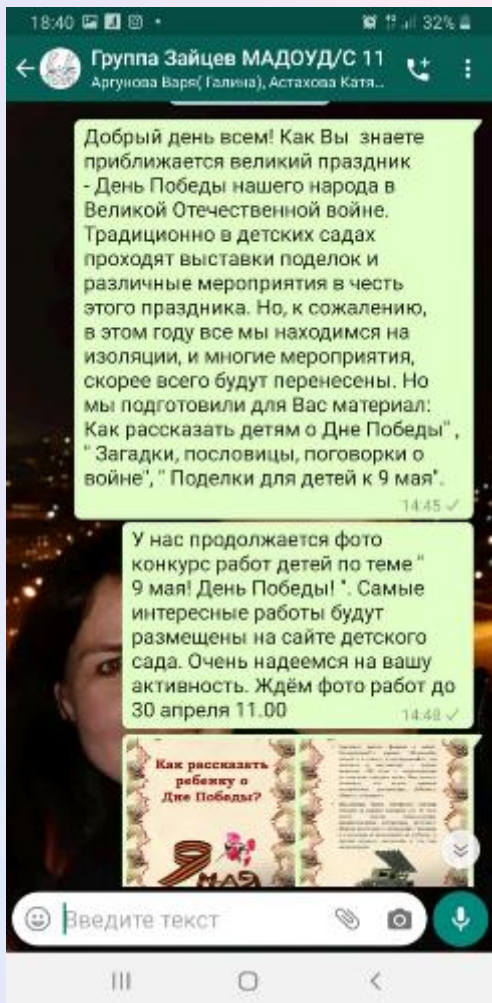 18:40
32%
Группа Зайцев МАДОУД/С 11
Аргунова Варя( Галина), Астахова Катя...
Добрый день всем! Как Вы знаете
приближается великий праздник
- День Победы нашего народа в
Великой Отечественной войне.
Традиционно в детских садах
проходят выставки поделок и
различные мероприятия в честь
этого праздника. Но, к сожалению,
в этом году все мы находимся на
изоляции, и многие мероприятия,
скорее всего будут перенесены. Но
мы подготовили для Вас материал:
Как рассказать детям о Дне Победы" ,
" Загадки, пословицы, поговорки о
войне", " Поделки для детей к 9 мая".
14:45
У нас продолжается фото
конкурс работ детей по теме "
9 мая! День Победы! ". Самые
интересные работы будут
размещены на сайте детского
сада. Очень надеемся на вашу
активность. Ждём фото работ до
30 апреля 11.00
14:48
Как рассказать
ребенку о
Дне Победы?
9 мая
Введите текст